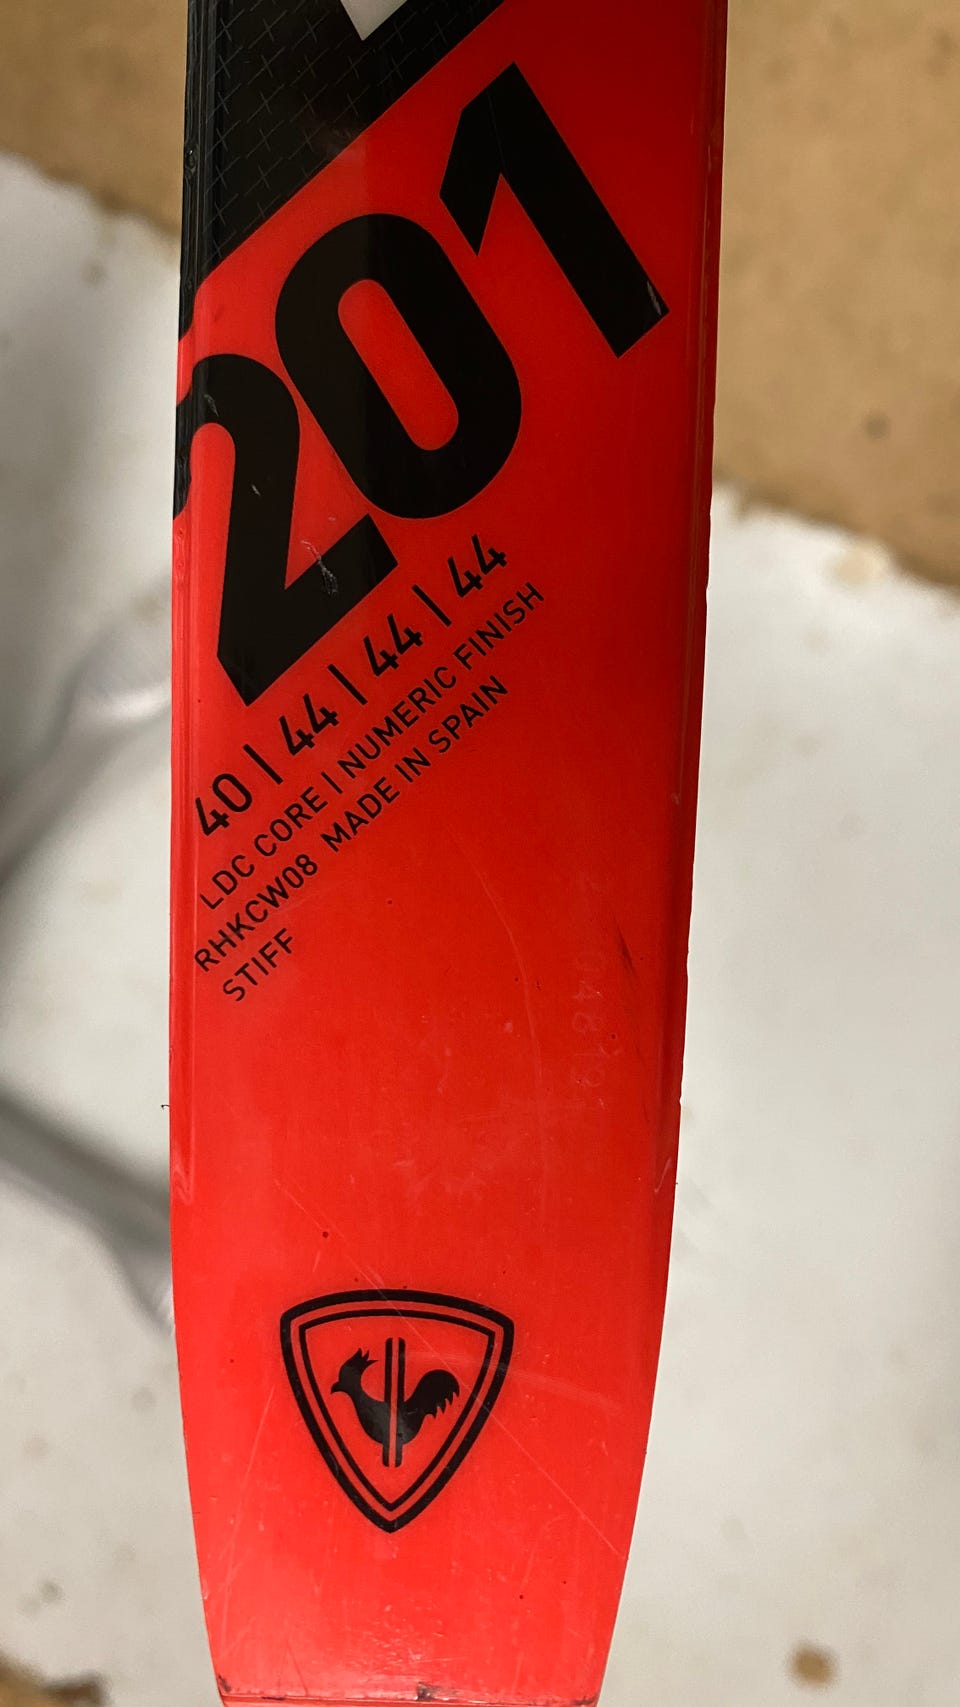 201
40 | 44 | 44 | 44
LDC CORE | NUMERIC FINISH
RHKCW08 MADE IN SPAIN
STIFF